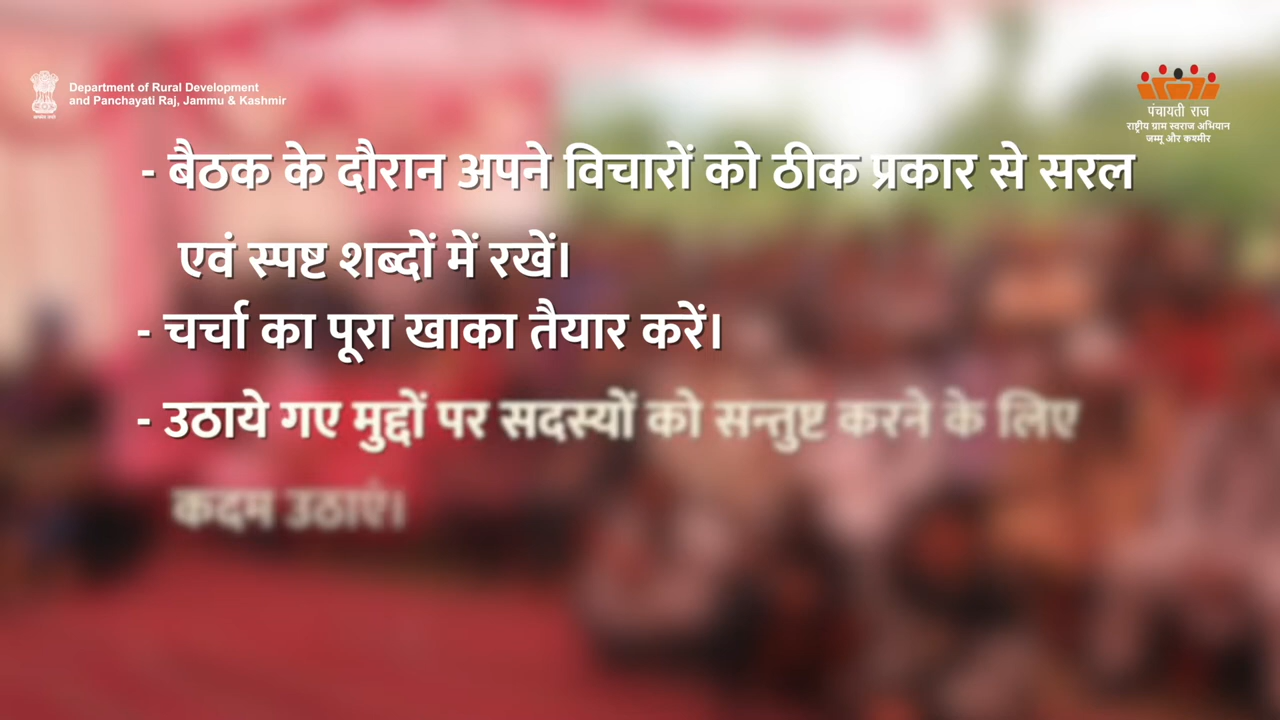 Department of Rural Development
and Panchayati Raj, Jammu & Kashmir
पंचायती राज
राष्ट्रीय ग्राम स्वराज अभियान
जम्मू और कश्मीर
- बैठक के दौरान अपने विचारों को ठीक प्रकार से सरल
एवं स्पष्ट शब्दों में रखें।
- चर्चा का पूरा खाका तैयार करें।
- उठाये गए मुद्दों पर सदस्यों को सन्तुष्ट करने के लिए
कदम उठाएं।